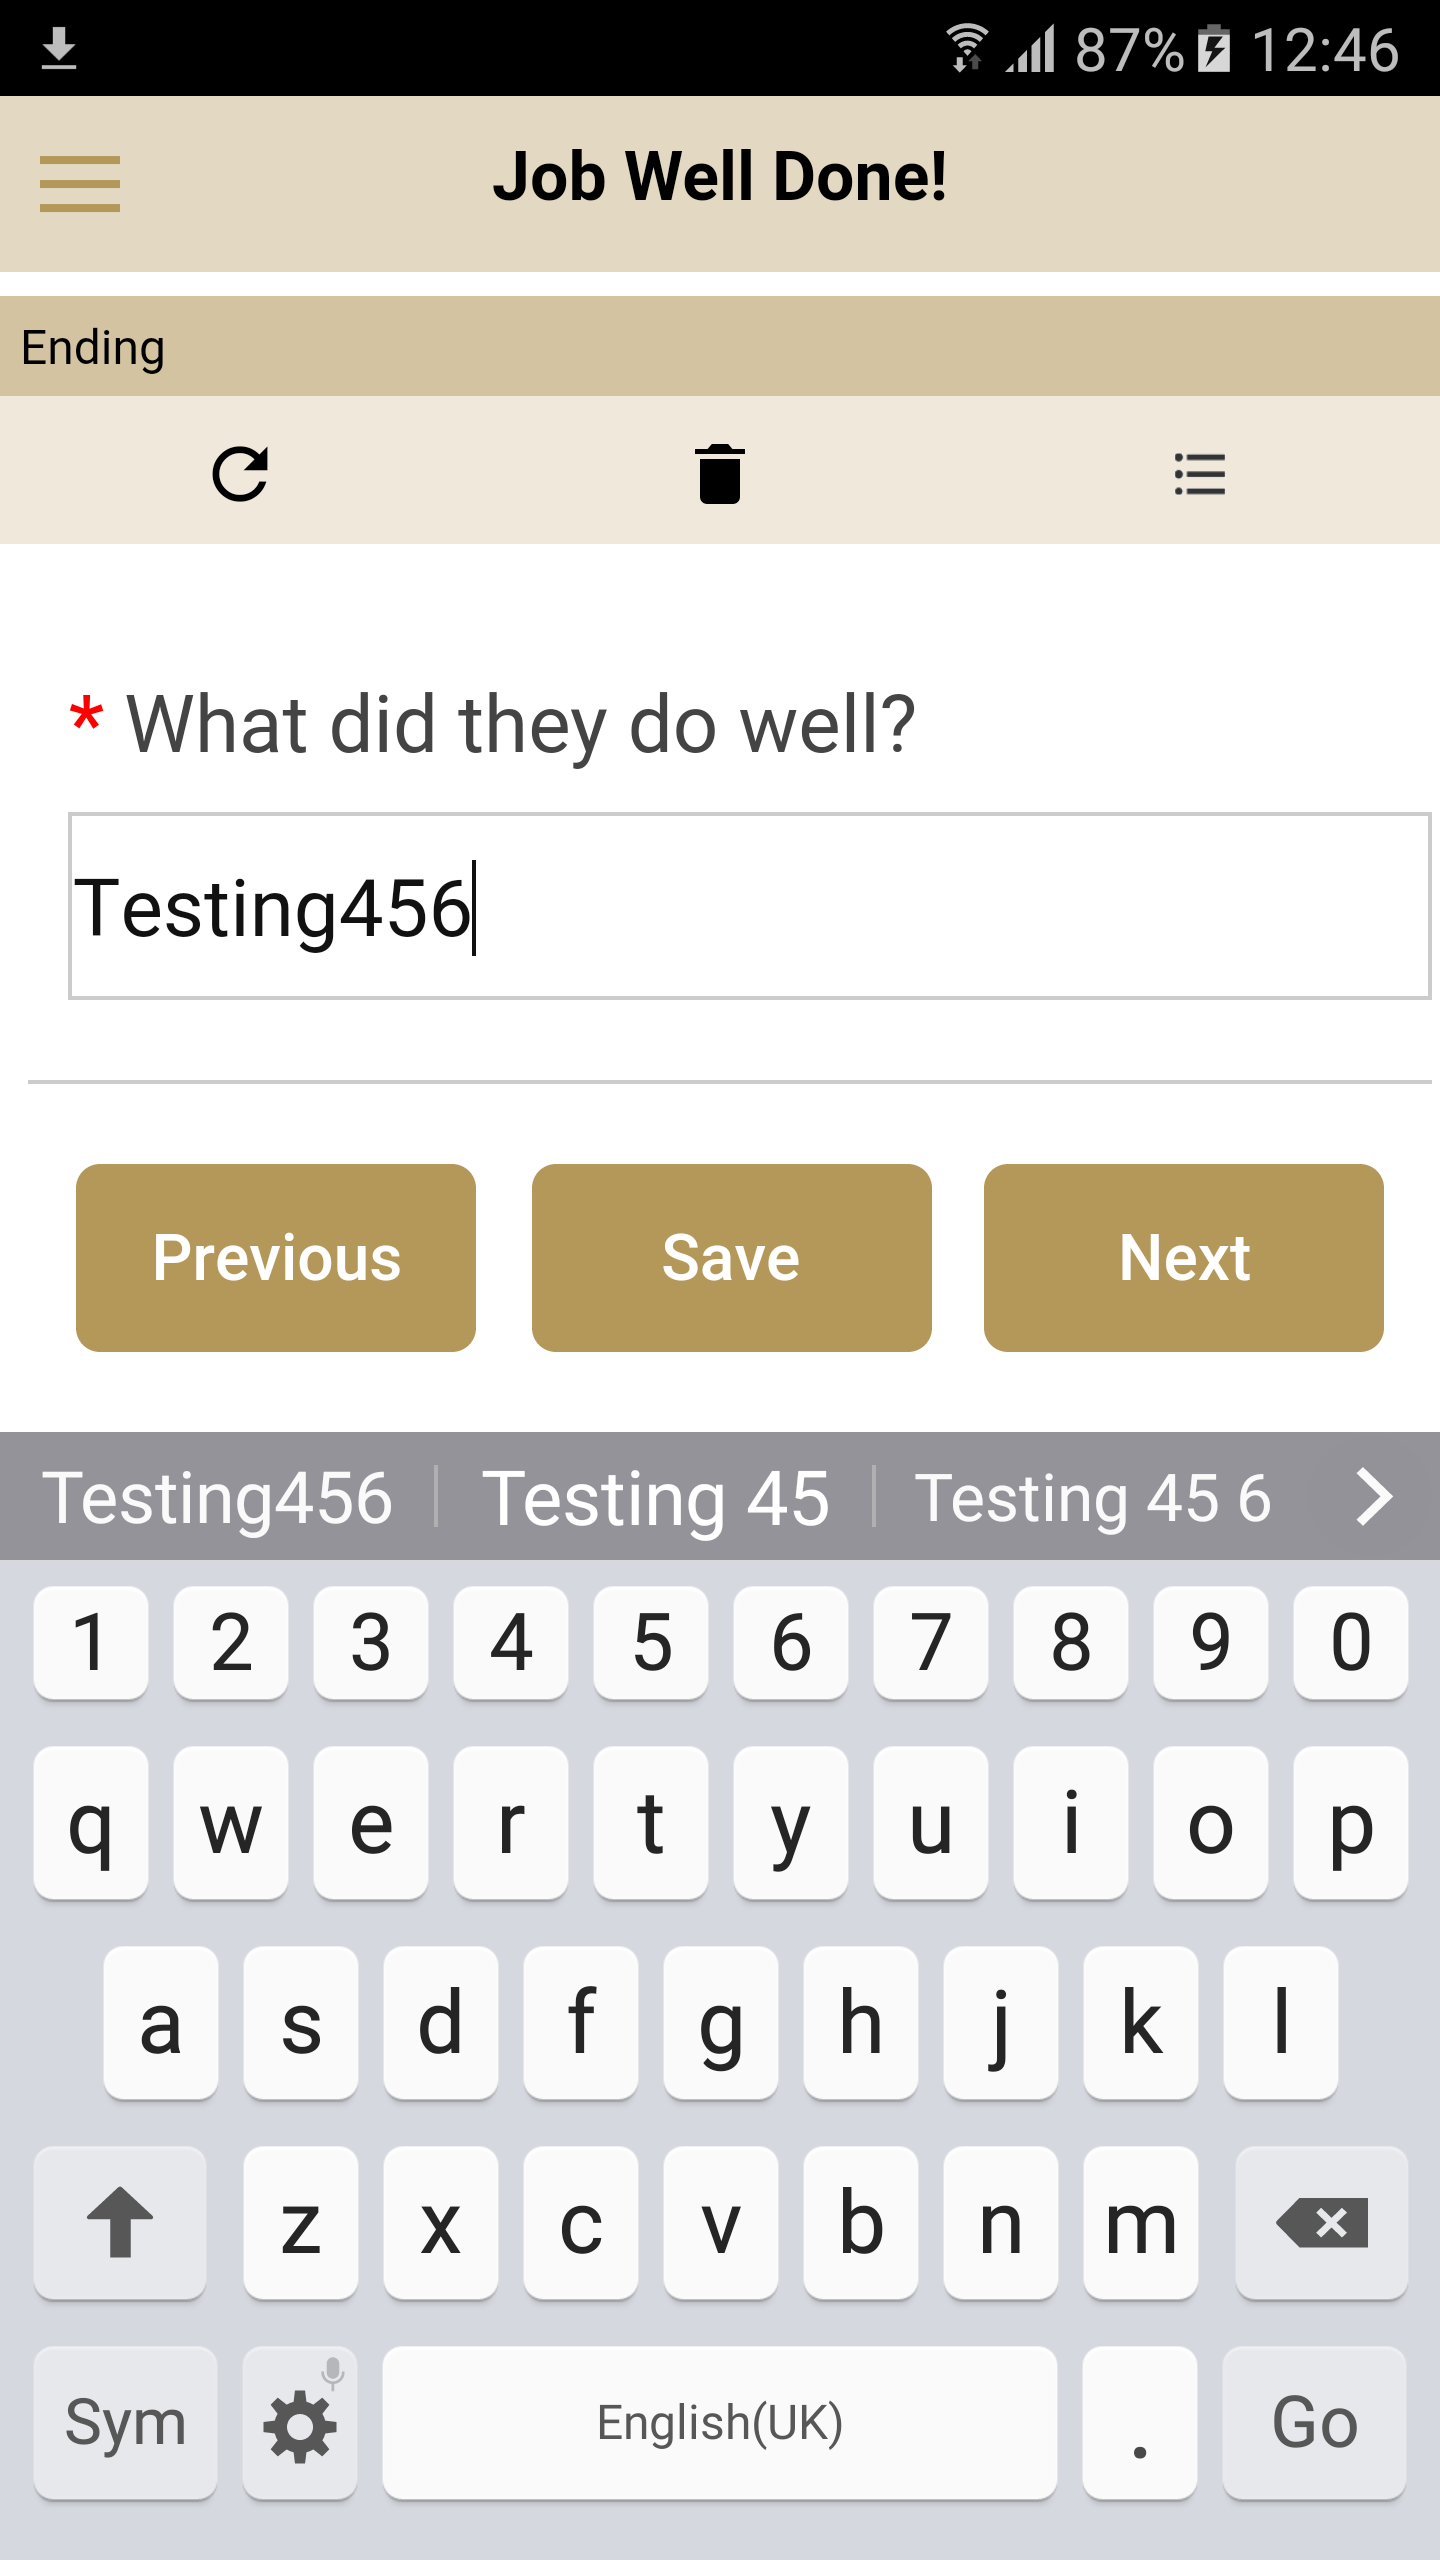 87% 12:46
Job Well Done!
Ending
* What did they do well?
Testing456
Previous Save Next
Testing456 Testing 45 Testing 45 6
1 2 3 4 5 6 7 8 9 0
q w e r t y u i o p
a s d f g h j k l
z x c v b n m
Sym English(UK) . Go